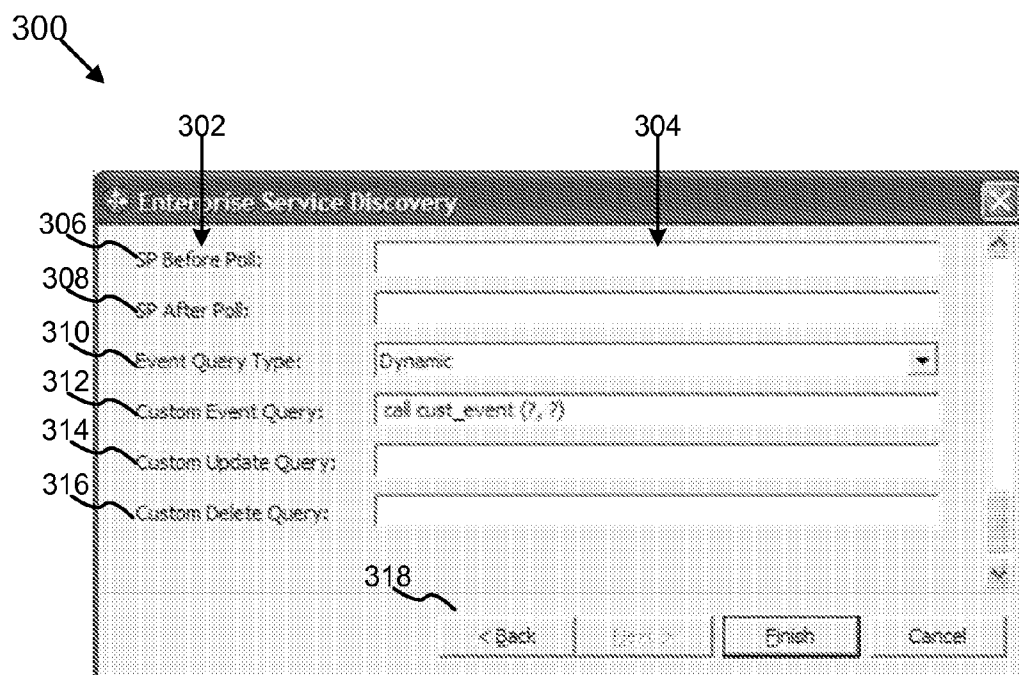 300
302 304
Enterprise Service Discovery
306 SP Before Poll:
308 SP After Poll:
310 Event Query Type: Dynamic
312 Custom Event Query: call cust_event (?, ?)
314 Custom Update Query:
316 Custom Delete Query:
318
< Back Next > Finish Cancel